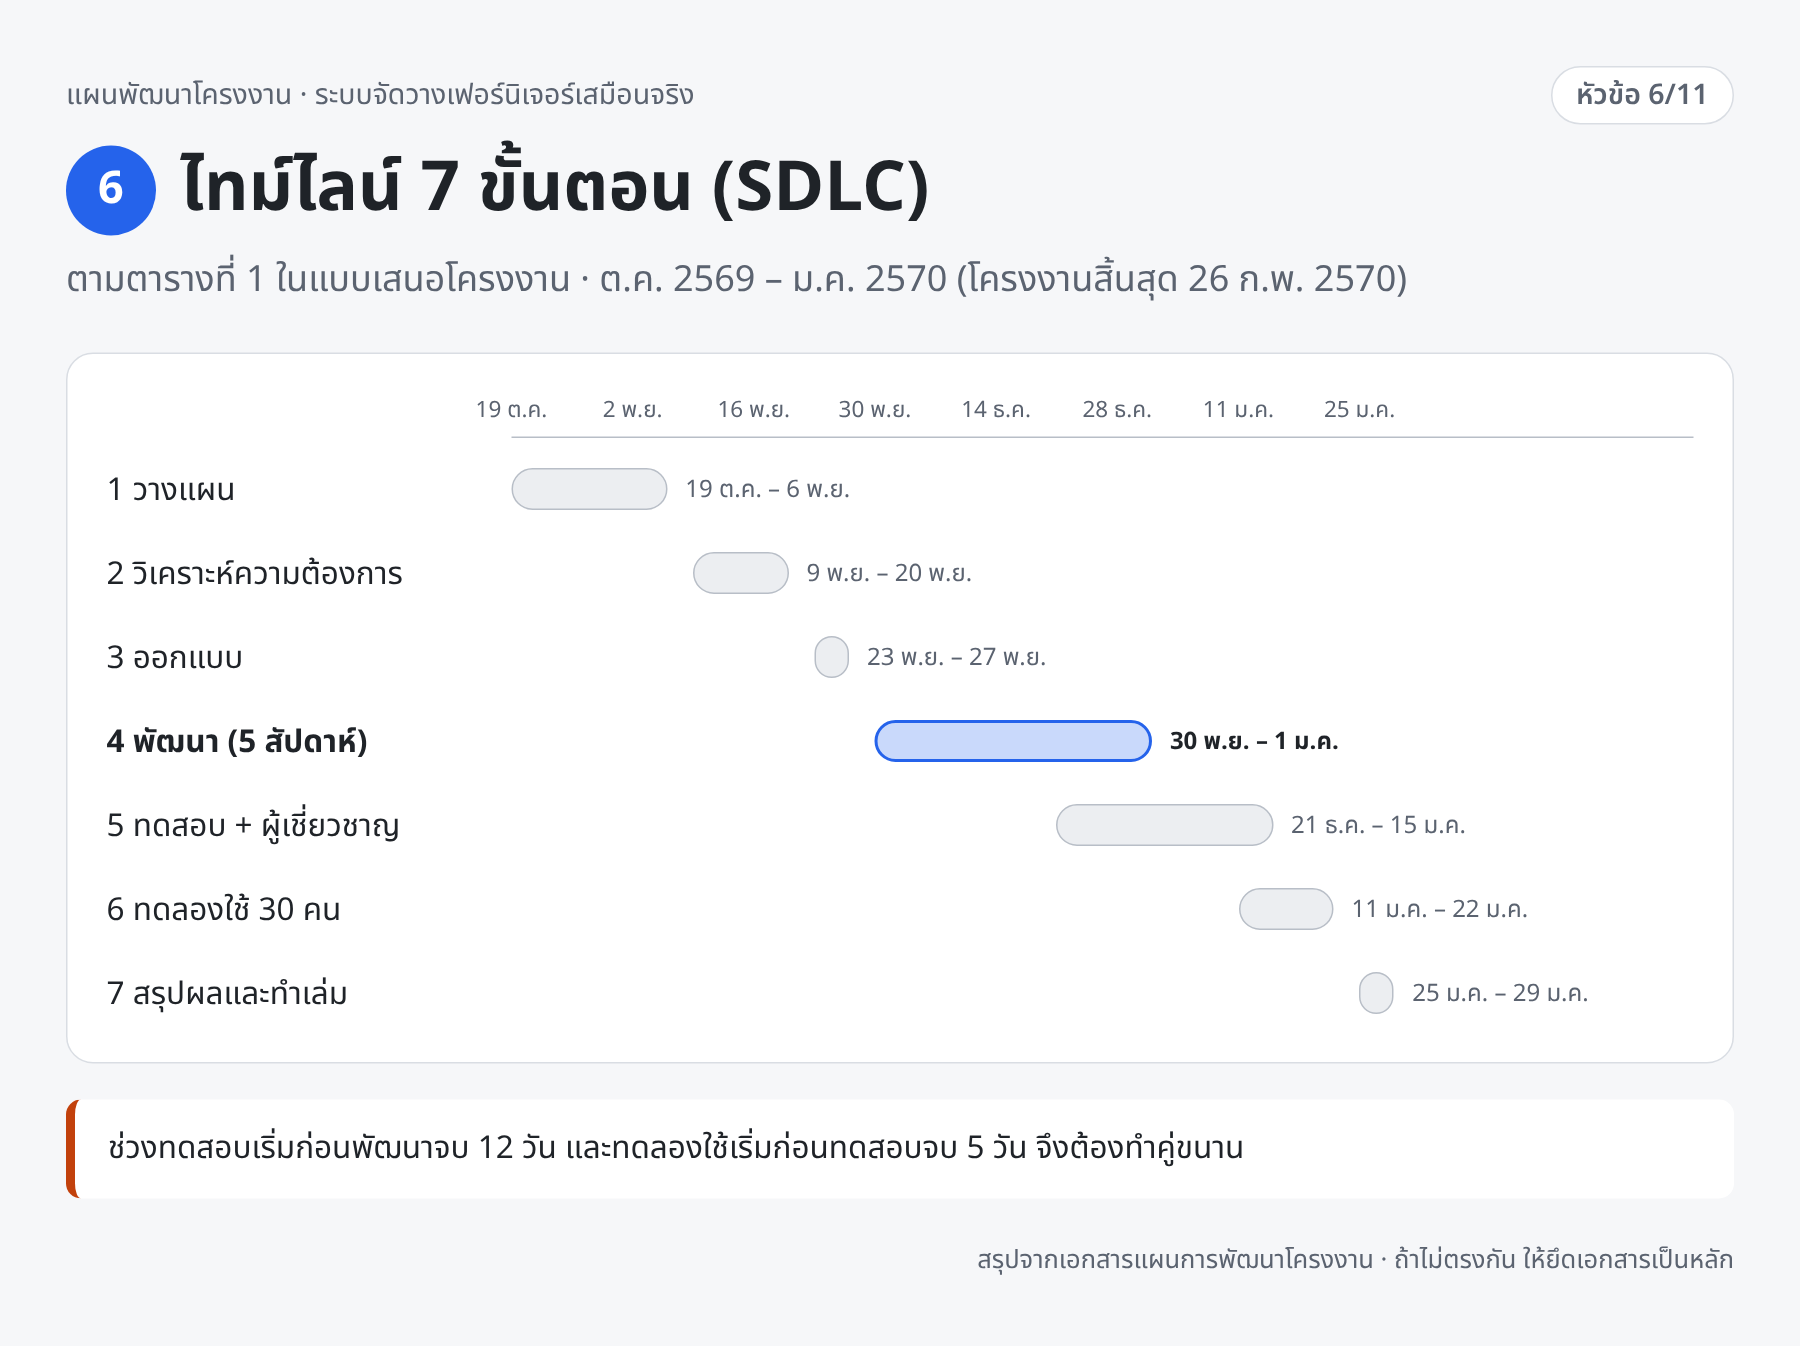 แผนพัฒนาโครงงาน · ระบบจัดวางเฟอร์นิเจอร์เสมือนจริง
หัวข้อ 6/11
6 ไทม์ไลน์ 7 ขั้นตอน (SDLC)
ตามตารางที่ 1 ในแบบเสนอโครงงาน · ต.ค. 2569 – ม.ค. 2570 (โครงงานสิ้นสุด 26 ก.พ. 2570)
19 ต.ค. 2 พ.ย. 16 พ.ย. 30 พ.ย. 14 ธ.ค. 28 ธ.ค. 11 ม.ค. 25 ม.ค.
1 วางแผน 19 ต.ค. – 6 พ.ย.
2 วิเคราะห์ความต้องการ 9 พ.ย. – 20 พ.ย.
3 ออกแบบ 23 พ.ย. – 27 พ.ย.
4 พัฒนา (5 สัปดาห์) 30 พ.ย. – 1 ม.ค.
5 ทดสอบ + ผู้เชี่ยวชาญ 21 ธ.ค. – 15 ม.ค.
6 ทดลองใช้ 30 คน 11 ม.ค. – 22 ม.ค.
7 สรุปผลและทำเล่ม 25 ม.ค. – 29 ม.ค.
ช่วงทดสอบเริ่มก่อนพัฒนาจบ 12 วัน และทดลองใช้เริ่มก่อนทดสอบจบ 5 วัน จึงต้องทำคู่ขนาน
สรุปจากเอกสารแผนการพัฒนาโครงงาน · ถ้าไม่ตรงกัน ให้ยึดเอกสารเป็นหลัก